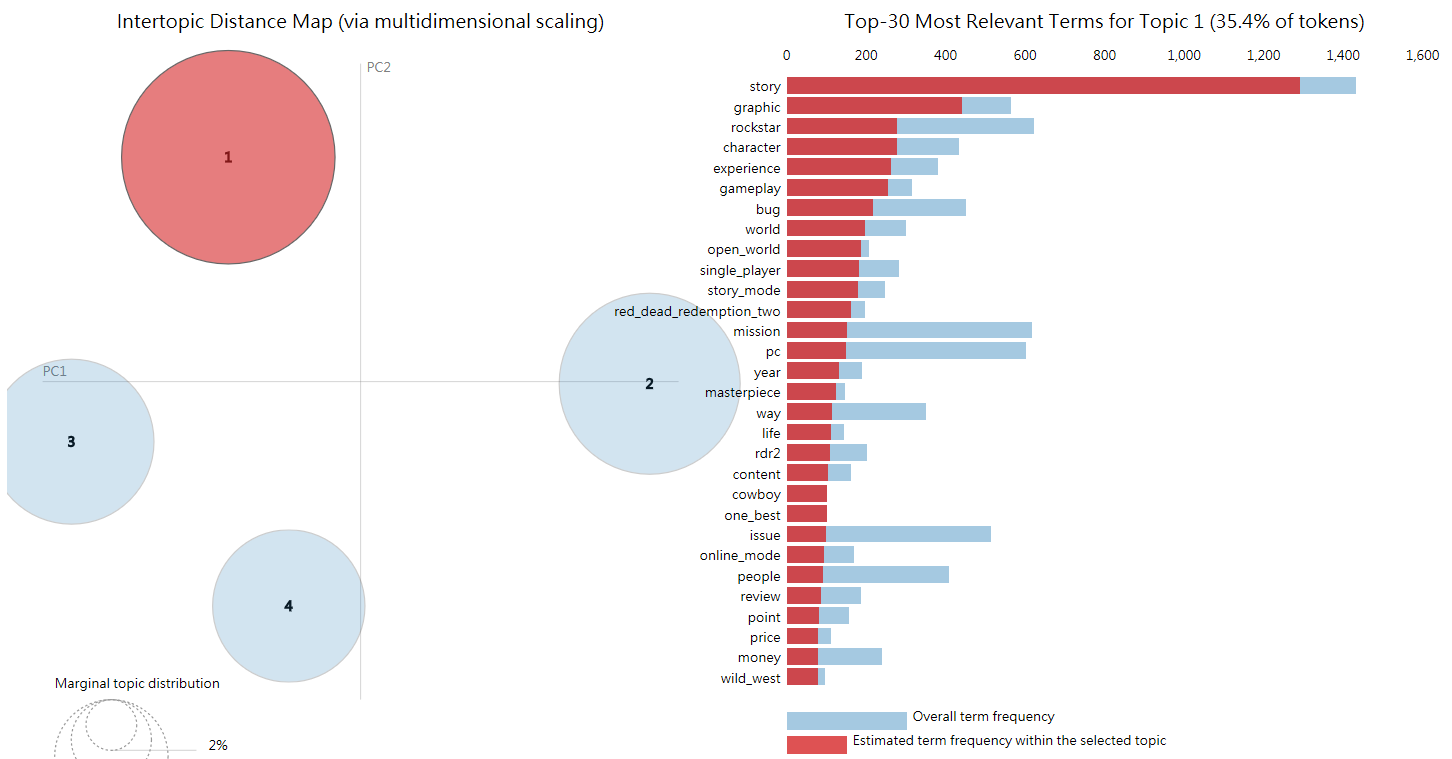 Intertopic Distance Map (via multidimensional scaling)
PC2
PC1
1
2
3
4
Marginal topic distribution
2%
Top-30 Most Relevant Terms for Topic 1 (35.4% of tokens)
0 200 400 600 800 1,000 1,200 1,400 1,600
story
graphic
rockstar
character
experience
gameplay
bug
world
open_world
single_player
story_mode
red_dead_redemption_two
mission
pc
year
masterpiece
way
life
rdr2
content
cowboy
one_best
issue
online_mode
people
review
point
price
money
wild_west
Overall term frequency
Estimated term frequency within the selected topic